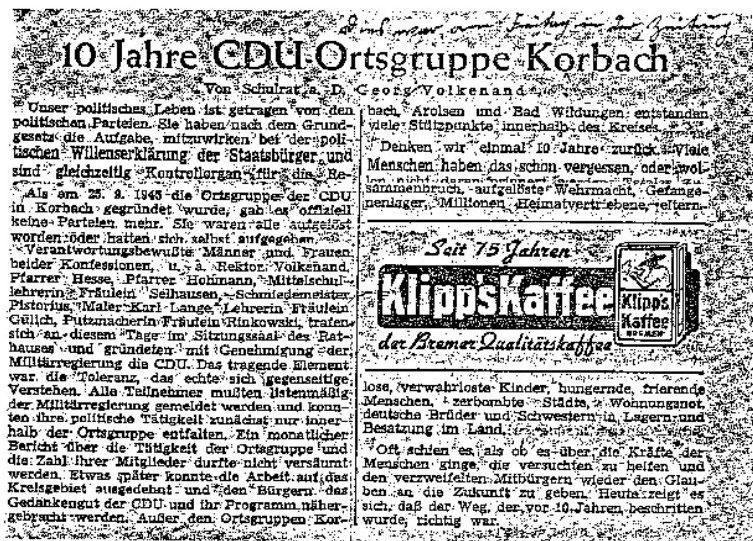 Dies war am Freitag in der Zeitung
10 Jahre CDU-Ortsgruppe Korbach
Von Schulrat a. D. Georg Volkenand
Unser politisches Leben ist getragen von den
politischen Parteien. Sie haben nach dem Grund-
gesetz die Aufgabe, mitzuwirken bei der poli-
tischen Willenserklärung der Staatsbürger und
sind gleichzeitig Kontrollorgan für die Re-
Als am 25. 9. 1945 die Ortsgruppe der CDU
in Korbach gegründet wurde, gab es offiziell
keine Parteien mehr. Sie waren alle aufgelöst
worden oder hatten sich selbst aufgegeben.
Verantwortungsbewußte Männer und Frauen
beider Konfessionen, u. a. Rektor Volkenand,
Pfarrer Hesse, Pfarrer Hohmann, Mittelschul-
lehrerin Fräulein Seilhausen, Schmiedemeister
Pistorius, Maler Karl Lange, Lehrerin Fräulein
Güllch, Putzmacherin Fräulein Rinkowski, trafen
sich an diesem Tage im Sitzungssaal des Rat-
hauses und gründeten mit Genehmigung der
Militärregierung die CDU. Das tragende Element
war die Toleranz, das echte sich gegenseitige
Verstehen. Alle Teilnehmer mußten listenmäßig
der Militärregierung gemeldet werden und konn-
ten ihre politische Tätigkeit zunächst nur inner-
halb der Ortsgruppe entfalten. Ein monatlicher
Bericht über die Tätigkeit der Ortsgruppe und
die Zahl ihrer Mitglieder durfte nicht versäumt
werden. Etwas später konnte die Arbeit auf das
Kreisgebiet ausgedehnt und den Bürgern das
Gedankengut der CDU und ihr Programm näher-
gebracht werden. Außer den Ortsgruppen Kor-
bach, Arolsen und Bad Wildungen entstanden
viele Stützpunkte innerhalb des Kreises.
Denken wir einmal 10 Jahre zurück. Viele
Menschen haben das schon vergessen, oder wol-
sammenbruch, aufgelöste Wehrmacht, Gefange-
nenlager, Millionen Heimatvertriebene, eltern-
Seit 75 Jahren
Klipp's Kaffee
der Bremer Qualitätskaffee
Klipp's
Kaffee
BREMEN
lose, verwahrloste Kinder, hungernde, frierende
Menschen, zerbombte Städte, Wohnungsnot,
deutsche Brüder und Schwestern in Lagern und
Besatzung im Land,
Oft schien es, als ob es über die Kräfte der
Menschen ginge, die versuchten zu helfen und
den verzweifelten Mitbürgern wieder den Glau-
ben an die Zukunft zu geben. Heute zeigt es
sich, daß der Weg, der vor 10 Jahren beschritten
wurde, richtig war.